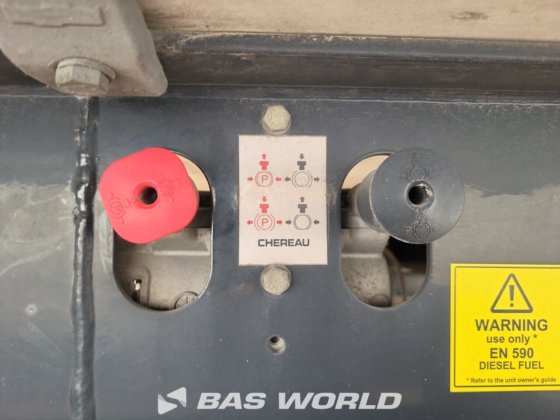 P
P
CHEREAU
WARNING
use only *
EN 590
DIESEL FUEL
* Refer to the unit owner's guide
BAS WORLD